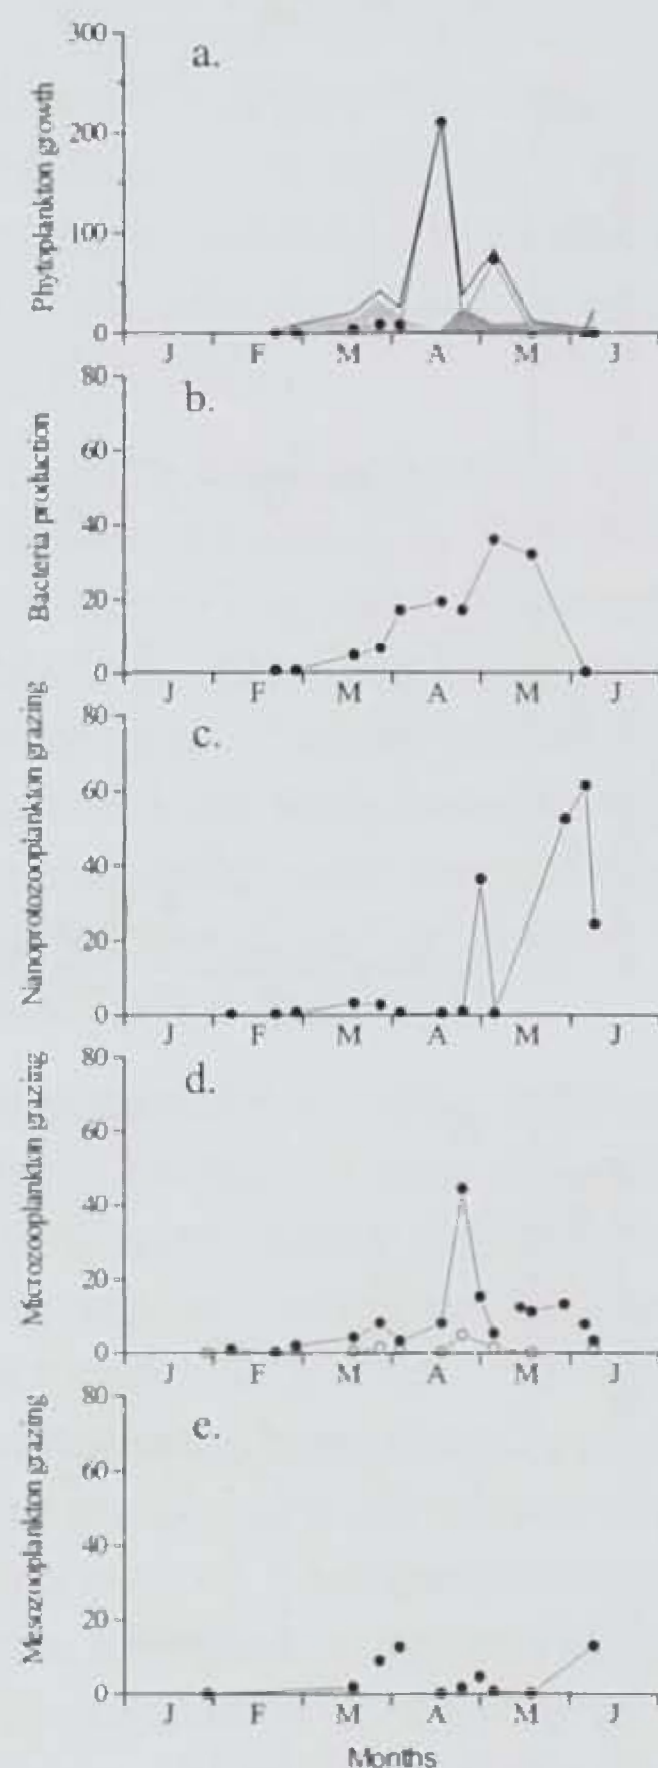 300
a.
200
100
0
Phytoplankton growth
J F M A M J
80
b.
60
40
20
0
Bacteria production
J F M A M J
80
c.
60
40
20
0
Nanoprotozooplankton grazing
J F M A M J
80
d.
60
40
20
0
Microzooplankton grazing
J F M A M J
80
e.
60
40
20
0
Mesozooplankton grazing
J F M A M J
Months